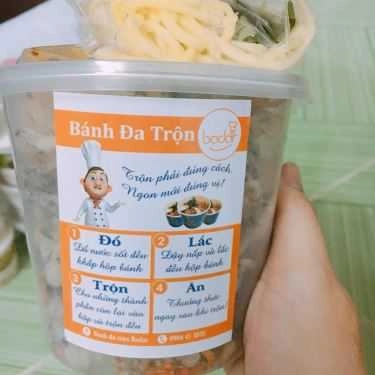 Bánh Đa Trộn
Trộn phải đúng cách,
Ngon mới đúng vị!
1 Đổ
Đổ nước sốt đều
khắp hộp bánh
2 Lắc
Đậy nắp và lắc
đều hộp bánh
3 Trộn
Cho những thành
phần còn lại vào
hộp và trộn đều
4 Ăn
Thưởng thức
ngay sau khi trộn!